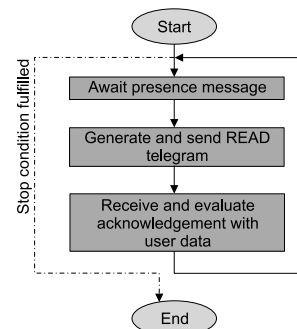 Start
Stop condition fulfilled
Await presence message
Generate and send READ
telegram
Receive and evaluate
acknowledgement with
user data
End